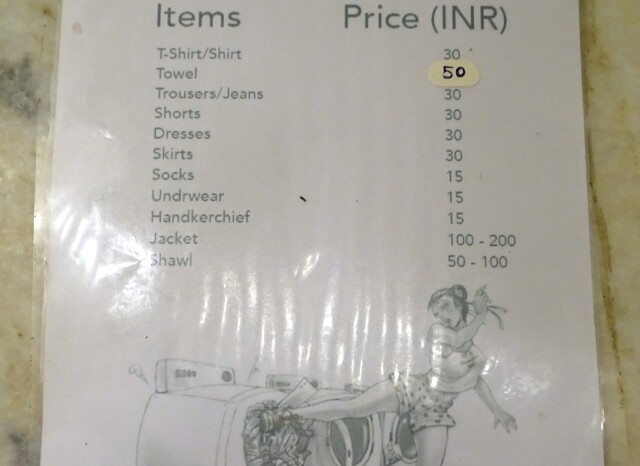 Items Price (INR)
T-Shirt/Shirt 30
Towel 50
Trousers/Jeans 30
Shorts 30
Dresses 30
Skirts 30
Socks 15
Undrwear 15
Handkerchief 15
Jacket 100 - 200
Shawl 50 - 100